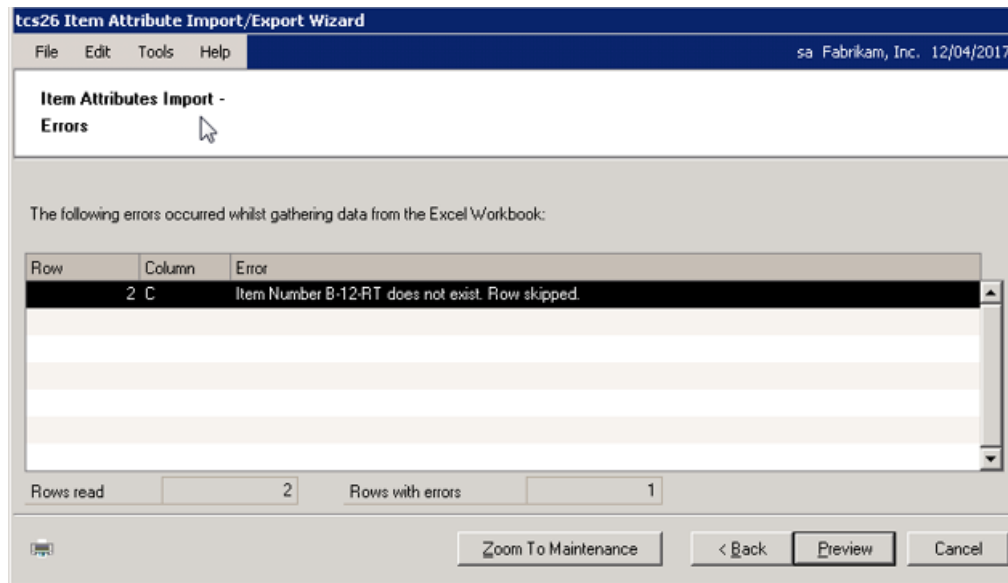 tcs26 Item Attribute Import/Export Wizard
File Edit Tools Help sa Fabrikam, Inc. 12/04/2017
Item Attributes Import -
Errors
The following errors occurred whilst gathering data from the Excel Workbook:
Row Column Error
2 C Item Number B-12-RT does not exist. Row skipped.
Rows read 2 Rows with errors 1
Zoom To Maintenance < Back Preview Cancel